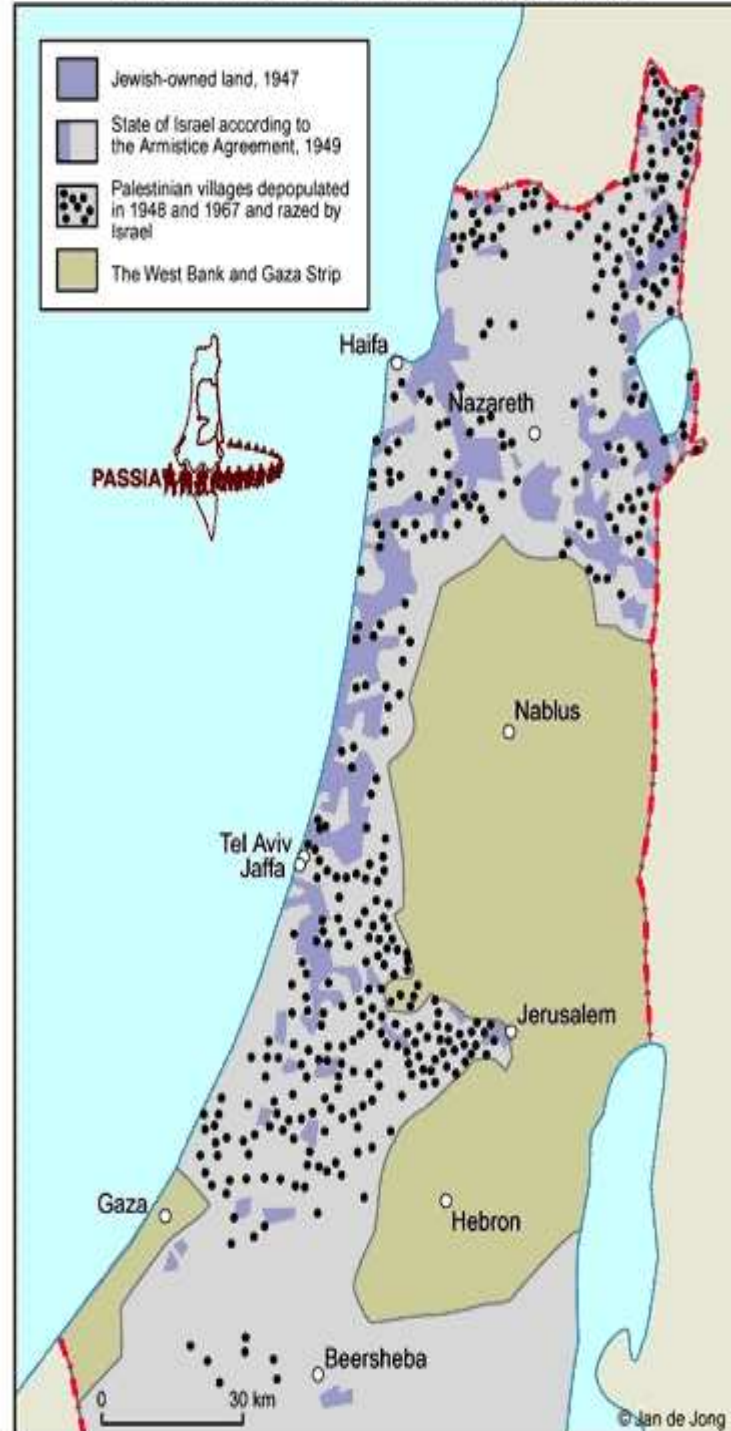 Jewish-owned land, 1947
State of Israel according to
the Armistice Agreement, 1949
Palestinian villages depopulated
in 1948 and 1967 and razed by
Israel
The West Bank and Gaza Strip
Haifa
Nazareth
PASSIA
Nablus
Tel Aviv
Jaffa
Jerusalem
Gaza
Hebron
Beersheba
0 30 km
© Jan de Jong